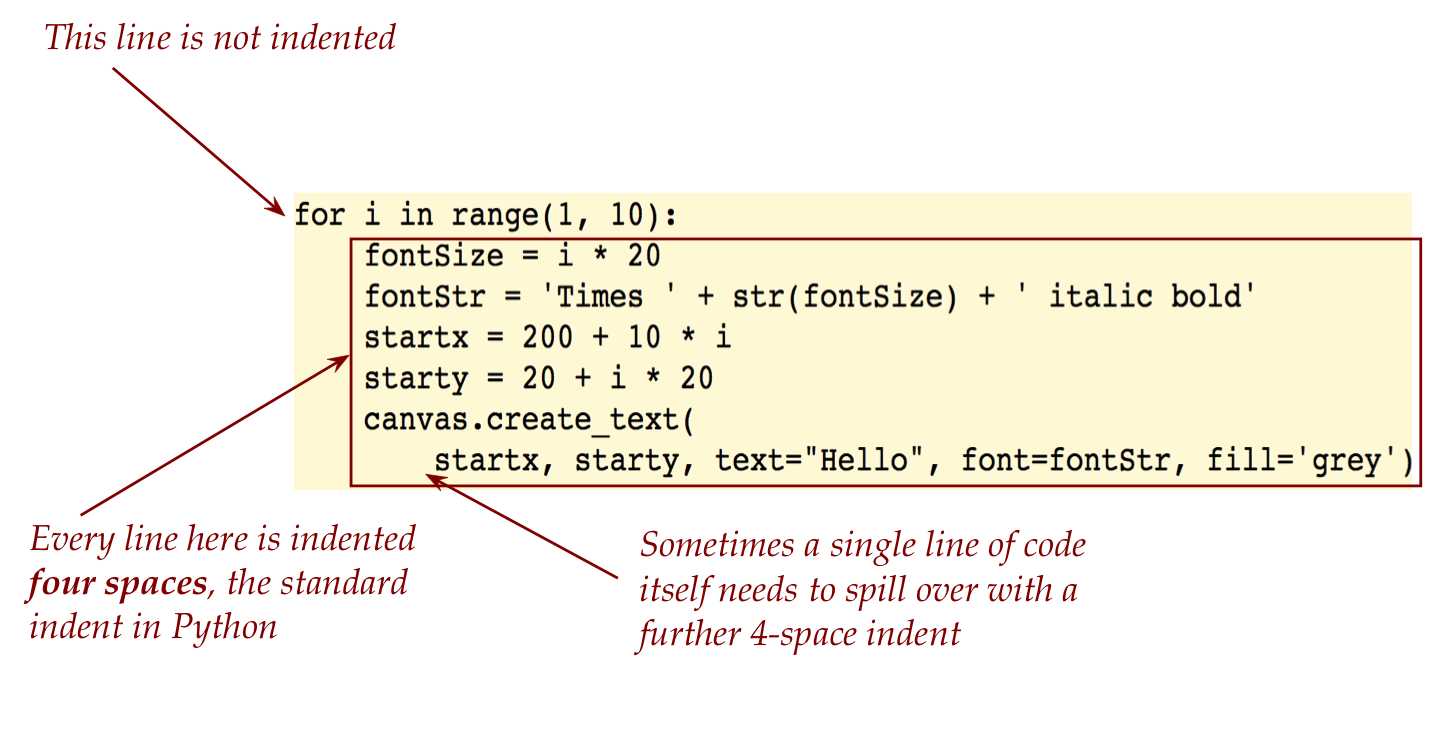 This line is not indented
for i in range(1, 10):
    fontSize = i * 20
    fontStr = 'Times ' + str(fontSize) + ' italic bold'
    startx = 200 + 10 * i
    starty = 20 + i * 20
    canvas.create_text(
        startx, starty, text="Hello", font=fontStr, fill='grey')
Every line here is indented
four spaces, the standard
indent in Python
Sometimes a single line of code
itself needs to spill over with a
further 4-space indent